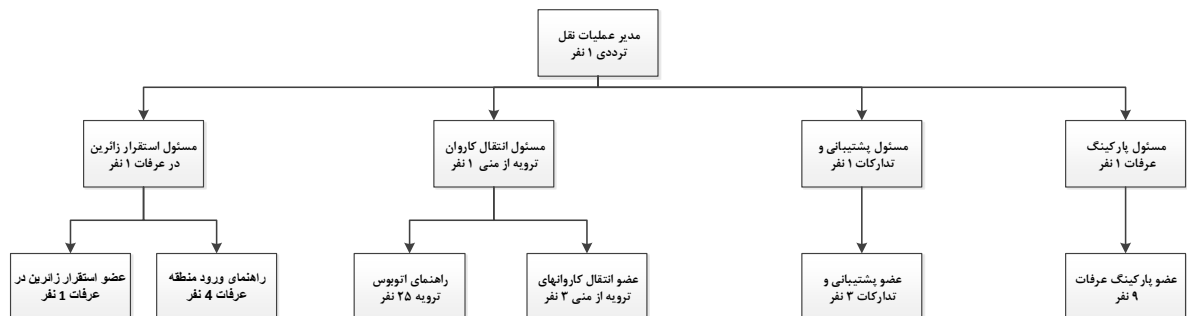 مدیر عملیات نقل
ترددی ۱ نفر
مسئول پارکینگ
عرفات ۱ نفر
مسئول پشتیبانی و
تدارکات ۱ نفر
مسئول انتقال کاروان
ترویه از منی ۱ نفر
مسئول استقرار زائرین
در عرفات ۱ نفر
عضو پارکینگ عرفات
۹ نفر
عضو پشتیبانی و
تدارکات ۳ نفر
عضو انتقال کاروانهای
ترویه از منی ۳ نفر
راهنمای اتوبوس
ترویه ۲۵ نفر
راهنمای ورود منطقه
عرفات 4 نفر
عضو استقرار زائرین در
عرفات 1 نفر